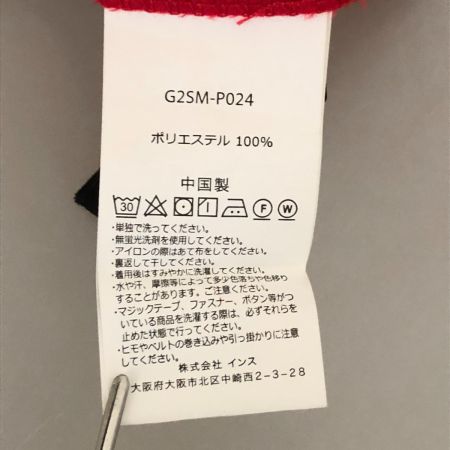 G2SM-P024
ポリエステル 100%
中国製
30 F W
・単独で洗ってください。
・無蛍光洗剤を使用してください。
・アイロンの際はあて布をしてください。
・裏返して干してください。
・着用後はすみやかに洗濯してください。
・水や汗、摩擦等によって多少色落ちや色移り
することがあります。ご注意ください。
・マジックテープ、ファスナー、ボタン等がつ
いている商品を洗濯する際は、必ずそれらを
止めた状態で行ってください。
・ヒモやベルトの巻き込みや引っ掛かりに注意
してください。
株式会社 インス
大阪府大阪市北区中崎西2-3-28